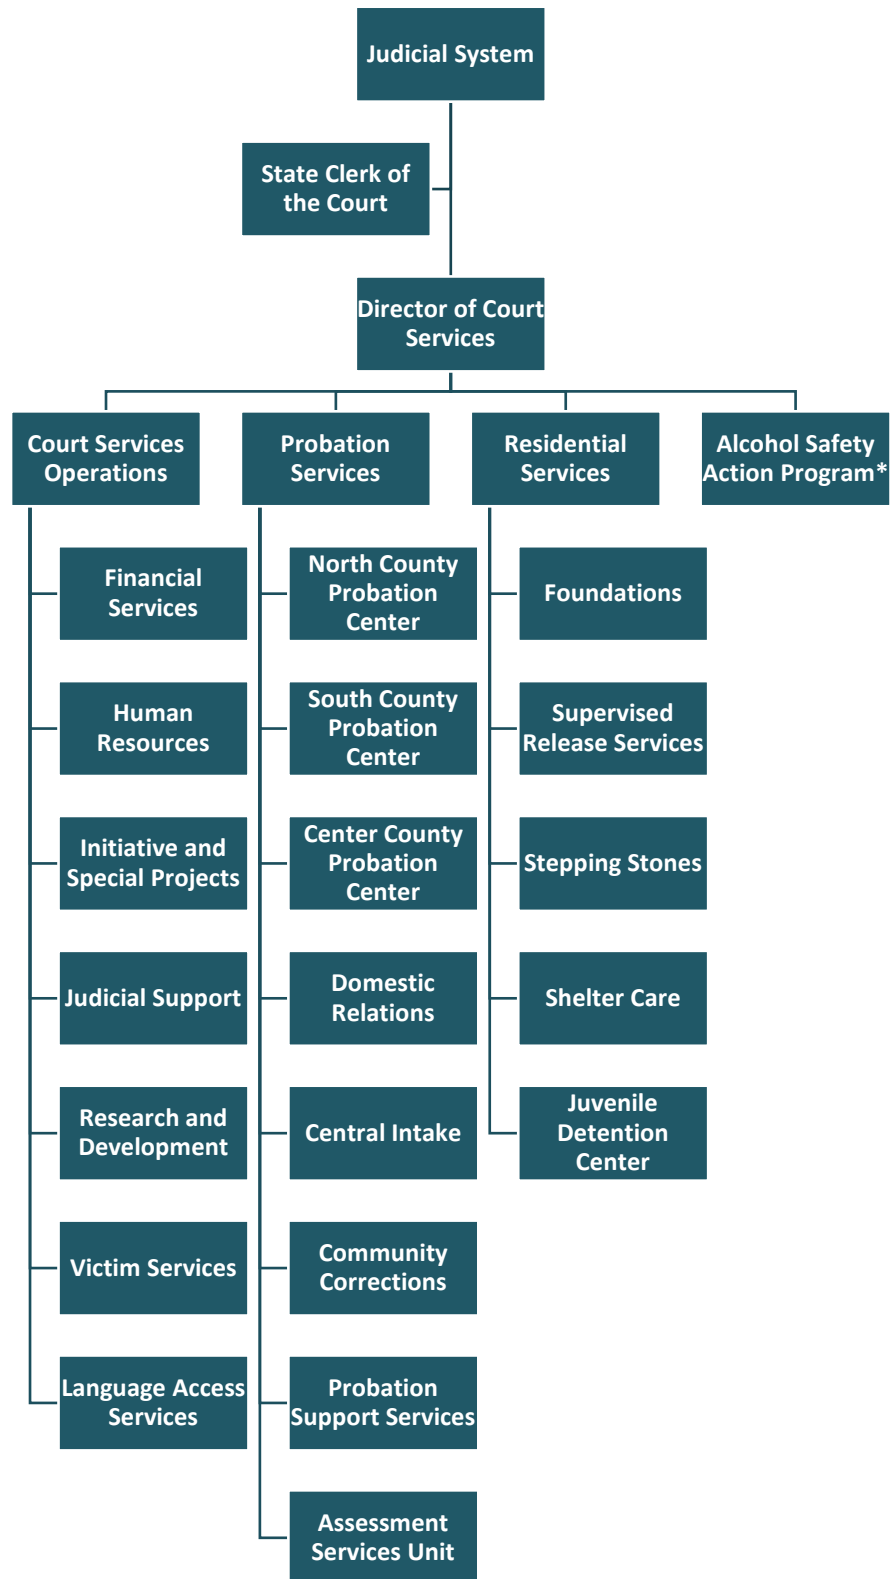 Judicial System
State Clerk of
the Court
Director of Court
Services
Court Services
Operations
Probation
Services
Residential
Services
Alcohol Safety
Action Program*
Financial
Services
Human
Resources
Initiative and
Special Projects
Judicial Support
Research and
Development
Victim Services
Language Access
Services
North County
Probation
Center
South County
Probation
Center
Center County
Probation
Center
Domestic
Relations
Central Intake
Community
Corrections
Probation
Support Services
Assessment
Services Unit
Foundations
Supervised
Release Services
Stepping Stones
Shelter Care
Juvenile
Detention
Center